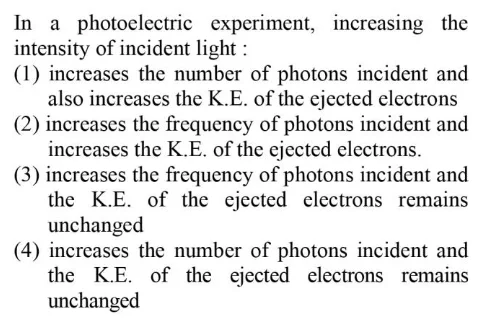 In a photoelectric experiment, increasing the
intensity of incident light :
(1) increases the number of photons incident and
also increases the K.E. of the ejected electrons
(2) increases the frequency of photons incident and
increases the K.E. of the ejected electrons.
(3) increases the frequency of photons incident and
the K.E. of the ejected electrons remains
unchanged
(4) increases the number of photons incident and
the K.E. of the ejected electrons remains
unchanged